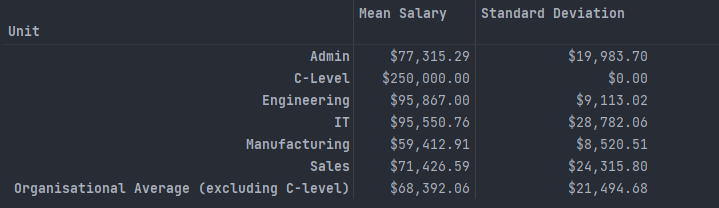 Mean Salary Standard Deviation
Unit
Admin $77,315.29 $19,983.70
C-Level $250,000.00 $0.00
Engineering $95,867.00 $9,113.02
IT $95,550.76 $28,782.06
Manufacturing $59,412.91 $8,520.51
Sales $71,426.59 $24,315.80
Organisational Average (excluding C-level) $68,392.06 $21,494.68